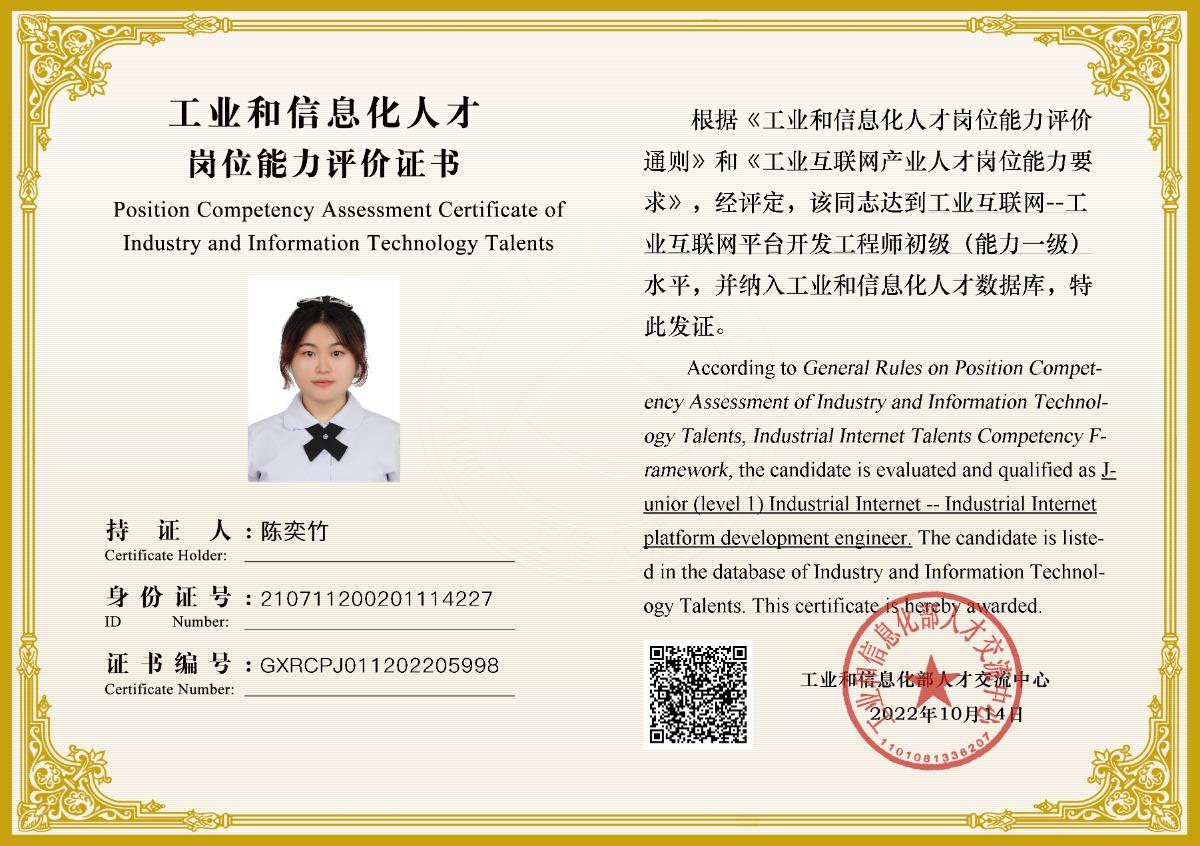 工业和信息化人才
岗位能力评价证书
Position Competency Assessment Certificate of
Industry and Information Technology Talents
持证人：陈奕竹
Certificate Holder:
身份证号：210711200201114227
ID Number:
证书编号：GXRCPJ011202205998
Certificate Number:
根据《工业和信息化人才岗位能力评价
通则》和《工业互联网产业人才岗位能力要
求》，经评定，该同志达到工业互联网--工
业互联网平台开发工程师初级（能力一级）
水平，并纳入工业和信息化人才数据库，特
此发证。
According to General Rules on Position Compet-
ency Assessment of Industry and Information Technol-
ogy Talents, Industrial Internet Talents Competency F-
ramework, the candidate is evaluated and qualified as J-
unior (level 1) Industrial Internet -- Industrial Internet
platform development engineer. The candidate is liste-
d in the database of Industry and Information Technol-
ogy Talents. This certificate is hereby awarded.
工业和信息化部人才交流中心
2022年10月14日
工业和信息化部人才交流中心
1101081336207